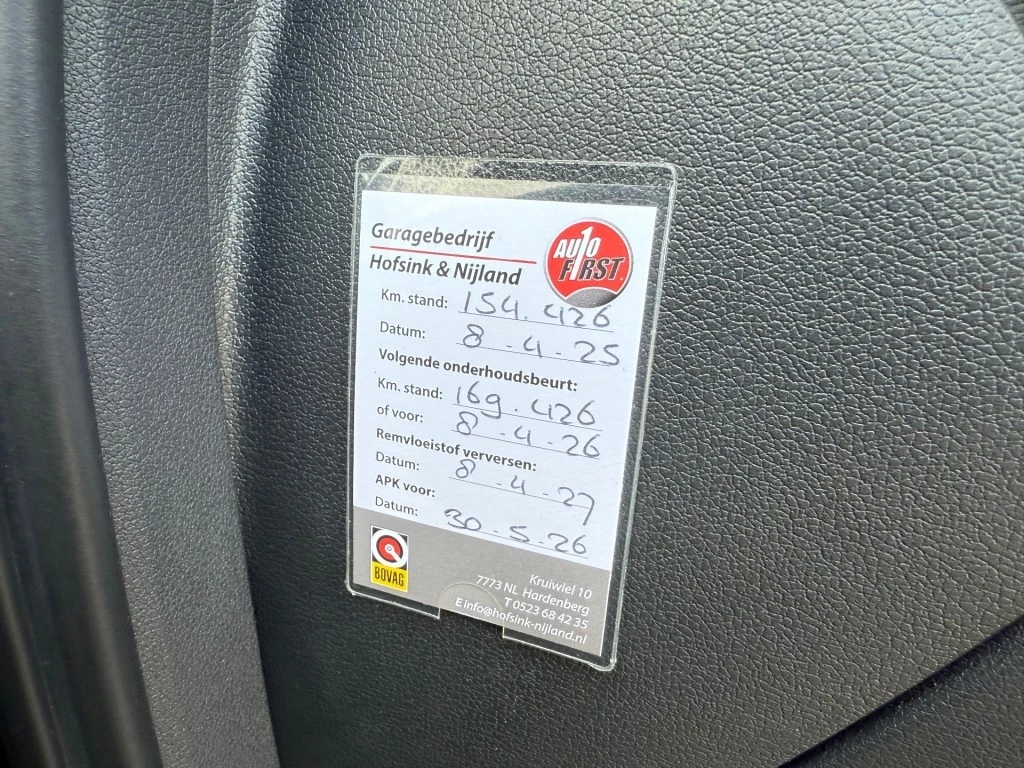 Garagebedrijf
Hofsink & Nijland
AUTO
F1RST
Km. stand: 154.426
Datum: 8-4-25
Volgende onderhoudsbeurt:
Km. stand: 169.426
of voor: 8-4-26
Remvloeistof verversen:
Datum: 8-4-27
APK voor:
Datum: 30-5-26
BOVAG
Kruiwiel 10
7773 NL Hardenberg
T 0523 68 42 35
E info@hofsink-nijland.nl